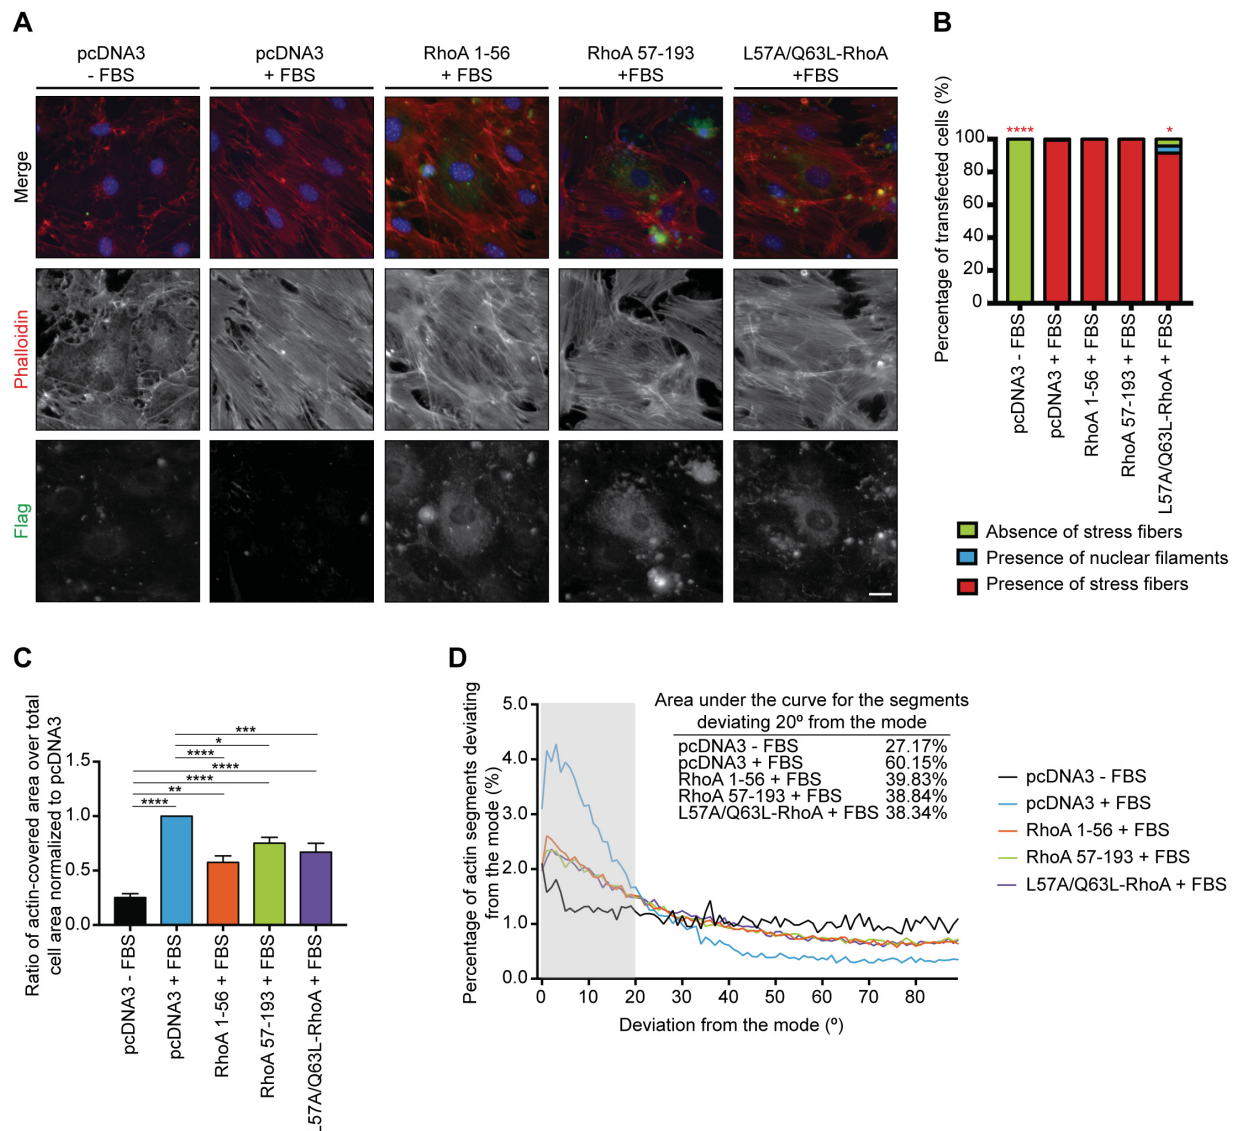 A
pcDNA3
- FBS
pcDNA3
+ FBS
RhoA 1-56
+ FBS
RhoA 57-193
+FBS
L57A/Q63L-RhoA
+FBS
Merge
Phalloidin
Flag
B
Percentage of transfected cells (%)
100
80
60
40
20
0
****
*
pcDNA3 - FBS
pcDNA3 + FBS
RhoA 1-56 + FBS
RhoA 57-193 + FBS
L57A/Q63L-RhoA + FBS
Absence of stress fibers
Presence of nuclear filaments
Presence of stress fibers
C
Ratio of actin-covered area over total
cell area normalized to pcDNA3
1.5
1.0
0.5
0.0
***
*
****
****
****
**
****
pcDNA3 - FBS
pcDNA3 + FBS
RhoA 1-56 + FBS
RhoA 57-193 + FBS
L57A/Q63L-RhoA + FBS
D
Percentage of actin segments deviating
from the mode (%)
5.0
4.0
3.0
2.0
1.0
0.0
0 10 20 30 40 50 60 70 80
Deviation from the mode (º)
Area under the curve for the segments
deviating 20º from the mode
pcDNA3 - FBS 27.17%
pcDNA3 + FBS 60.15%
RhoA 1-56 + FBS 39.83%
RhoA 57-193 + FBS 38.84%
L57A/Q63L-RhoA + FBS 38.34%
pcDNA3 - FBS
pcDNA3 + FBS
RhoA 1-56 + FBS
RhoA 57-193 + FBS
L57A/Q63L-RhoA + FBS